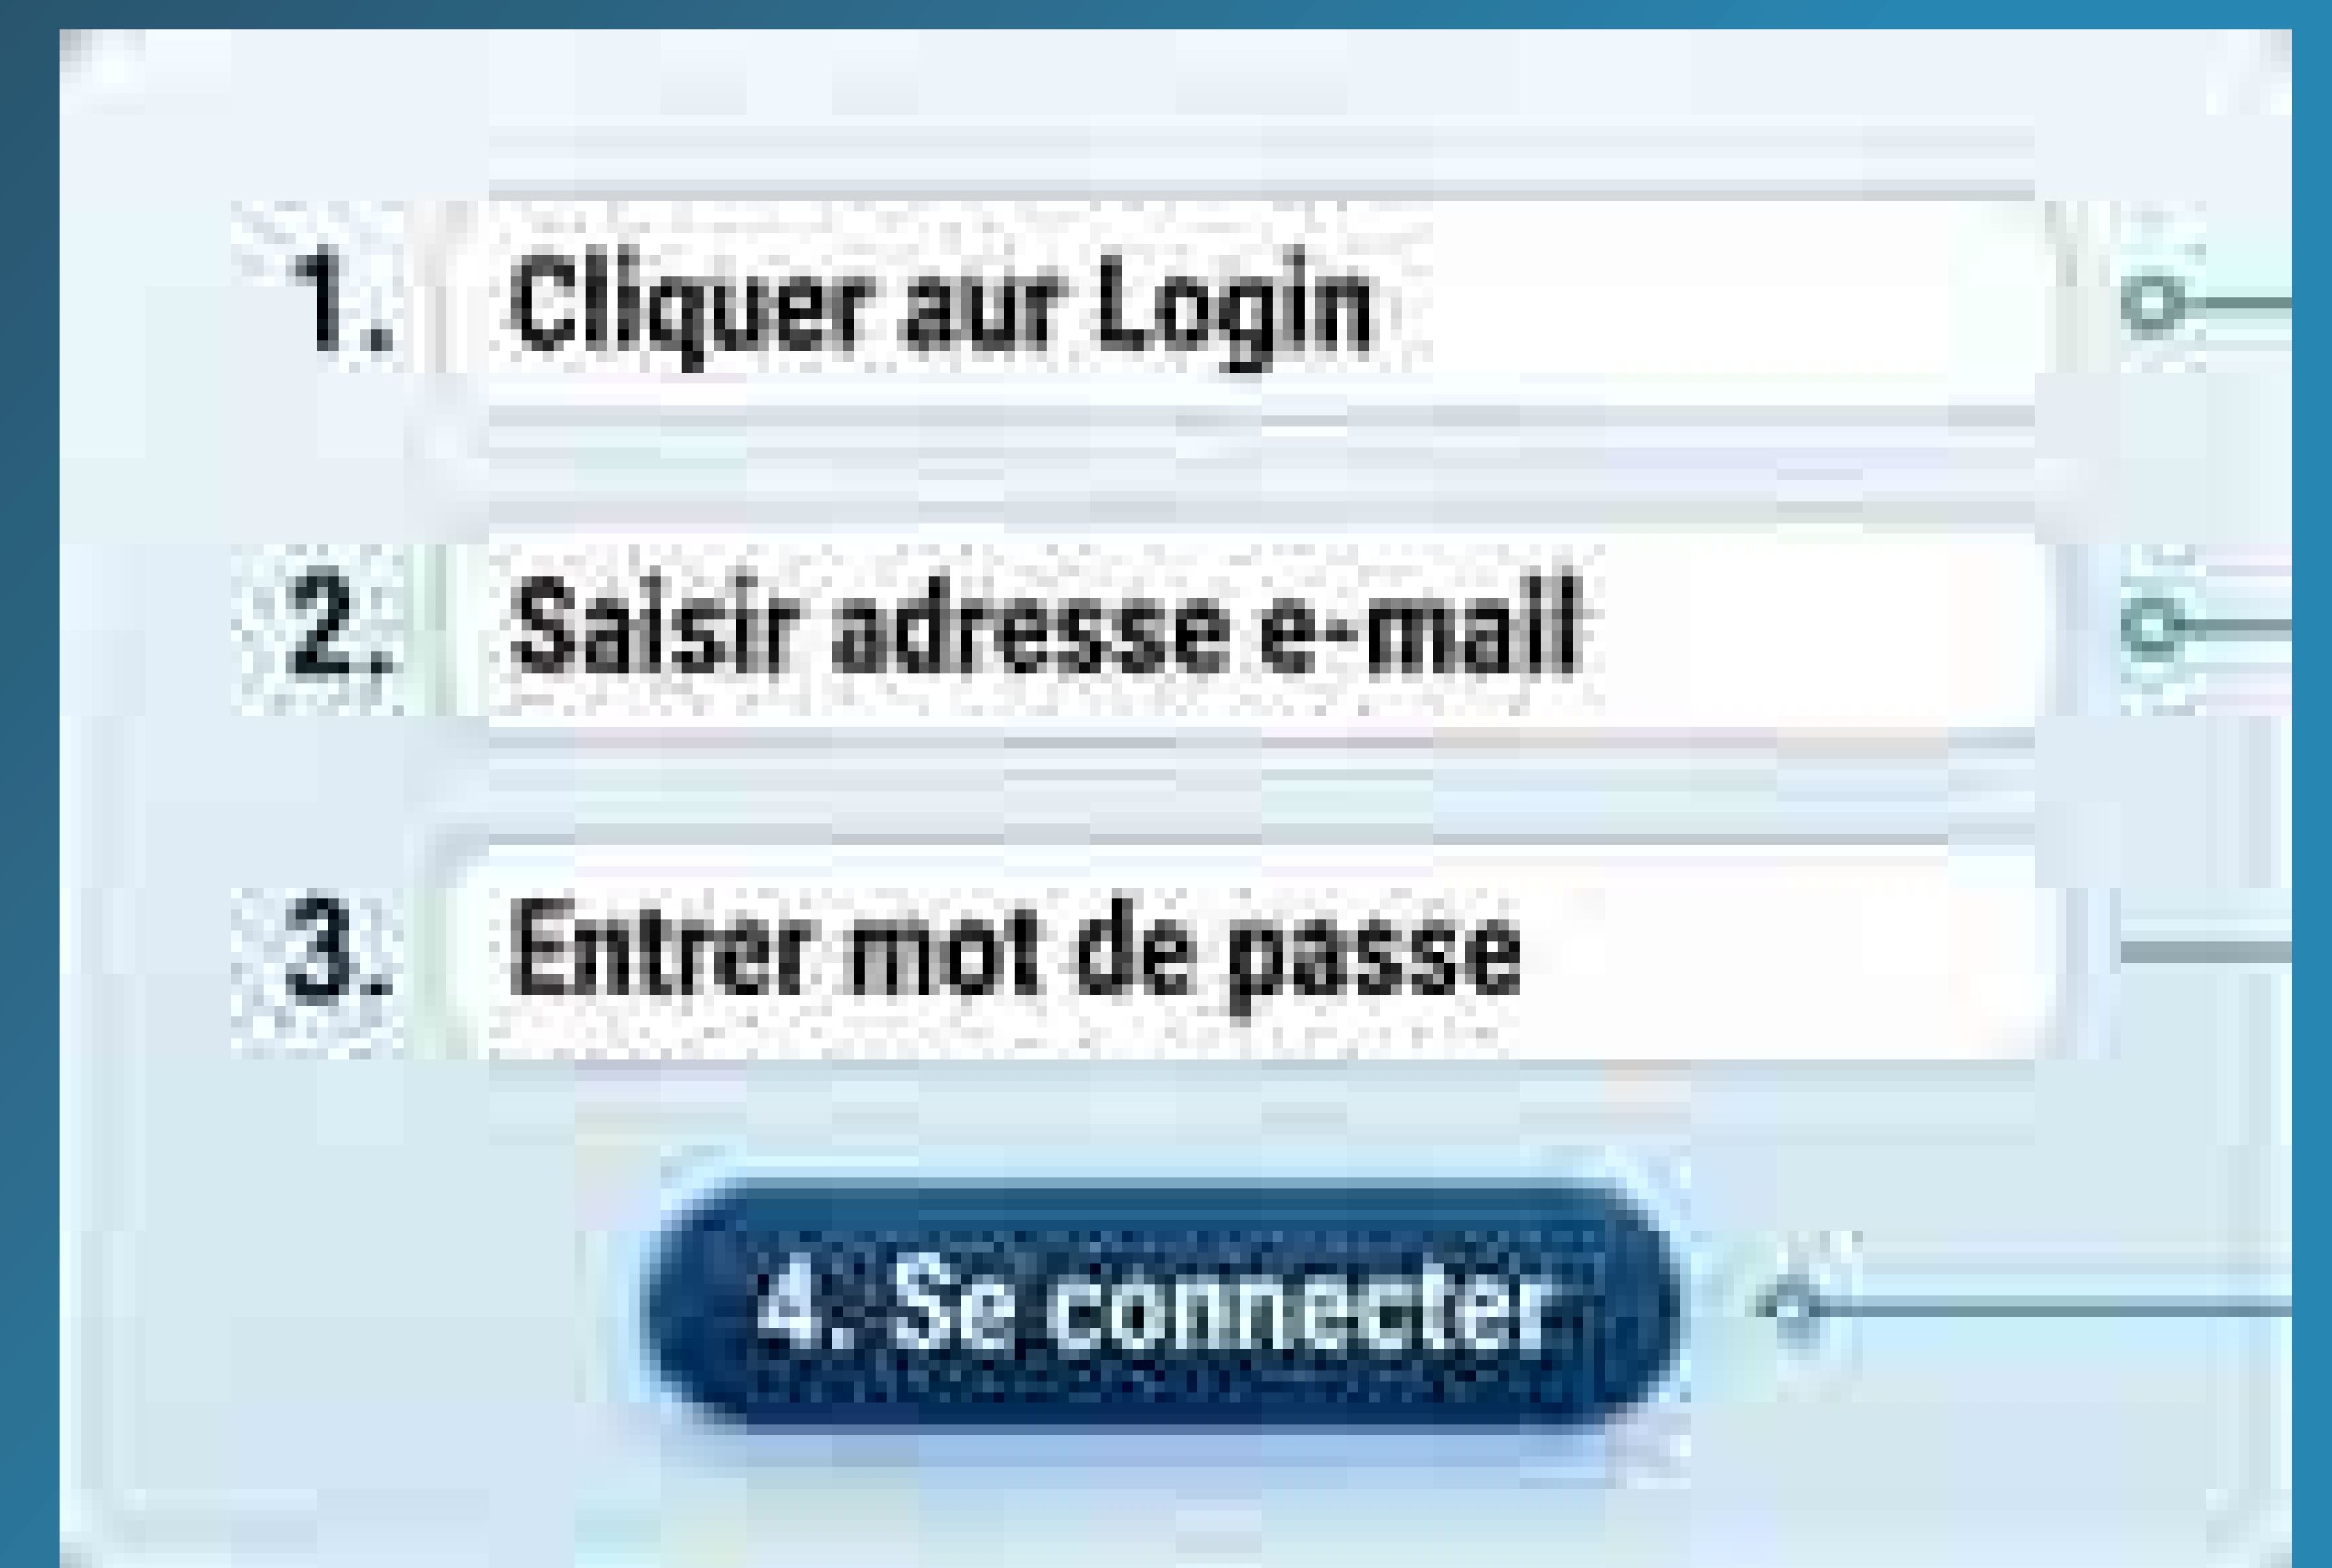 1. Cliquer aur Login
2. Saisir adresse e-mail
3. Entrer mot de passe
4. Se connecter